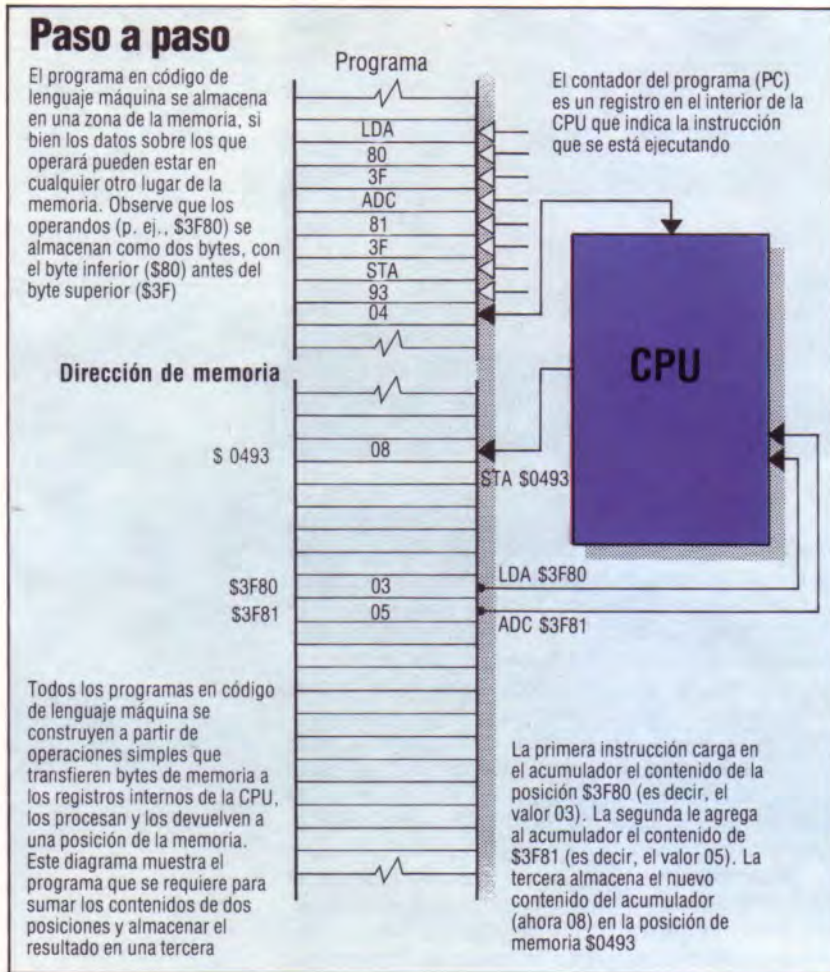 Paso a paso
El programa en código de
lenguaje máquina se almacena
en una zona de la memoria, si
bien los datos sobre los que
operará pueden estar en
cualquier otro lugar de la
memoria. Observe que los
operandos (p. ej., $3F80) se
almacenan como dos bytes, con
el byte inferior ($80) antes del
byte superior ($3F)
Programa
LDA
80
3F
ADC
81
3F
STA
93
04
El contador del programa (PC)
es un registro en el interior de la
CPU que indica la instrucción
que se está ejecutando
CPU
Dirección de memoria
$ 0493
08
STA $0493
$3F80
03
LDA $3F80
$3F81
05
ADC $3F81
Todos los programas en código
de lenguaje máquina se
construyen a partir de
operaciones simples que
transfieren bytes de memoria a
los registros internos de la CPU,
los procesan y los devuelven a
una posición de la memoria.
Este diagrama muestra el
programa que se requiere para
sumar los contenidos de dos
posiciones y almacenar el
resultado en una tercera
La primera instrucción carga en
el acumulador el contenido de la
posición $3F80 (es decir, el
valor 03). La segunda le agrega
al acumulador el contenido de
$3F81 (es decir, el valor 05). La
tercera almacena el nuevo
contenido del acumulador
(ahora 08) en la posición de
memoria $0493